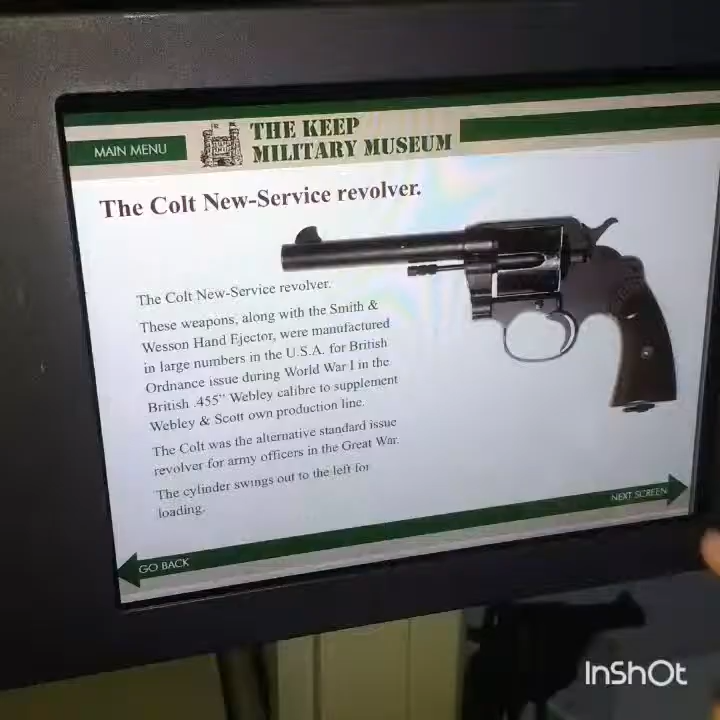 MAIN MENU
THE KEEP
MILITARY MUSEUM
The Colt New-Service revolver.
The Colt New-Service revolver.
These weapons, along with the Smith &
Wesson Hand Ejector, were manufactured
in large numbers in the U.S.A. for British
Ordnance issue during World War I in the
British .455" Webley calibre to supplement
Webley & Scott own production line.
The Colt was the alternative standard issue
revolver for army officers in the Great War.
The cylinder swings out to the left for
loading.
NEXT SCREEN
GO BACK
InShOt